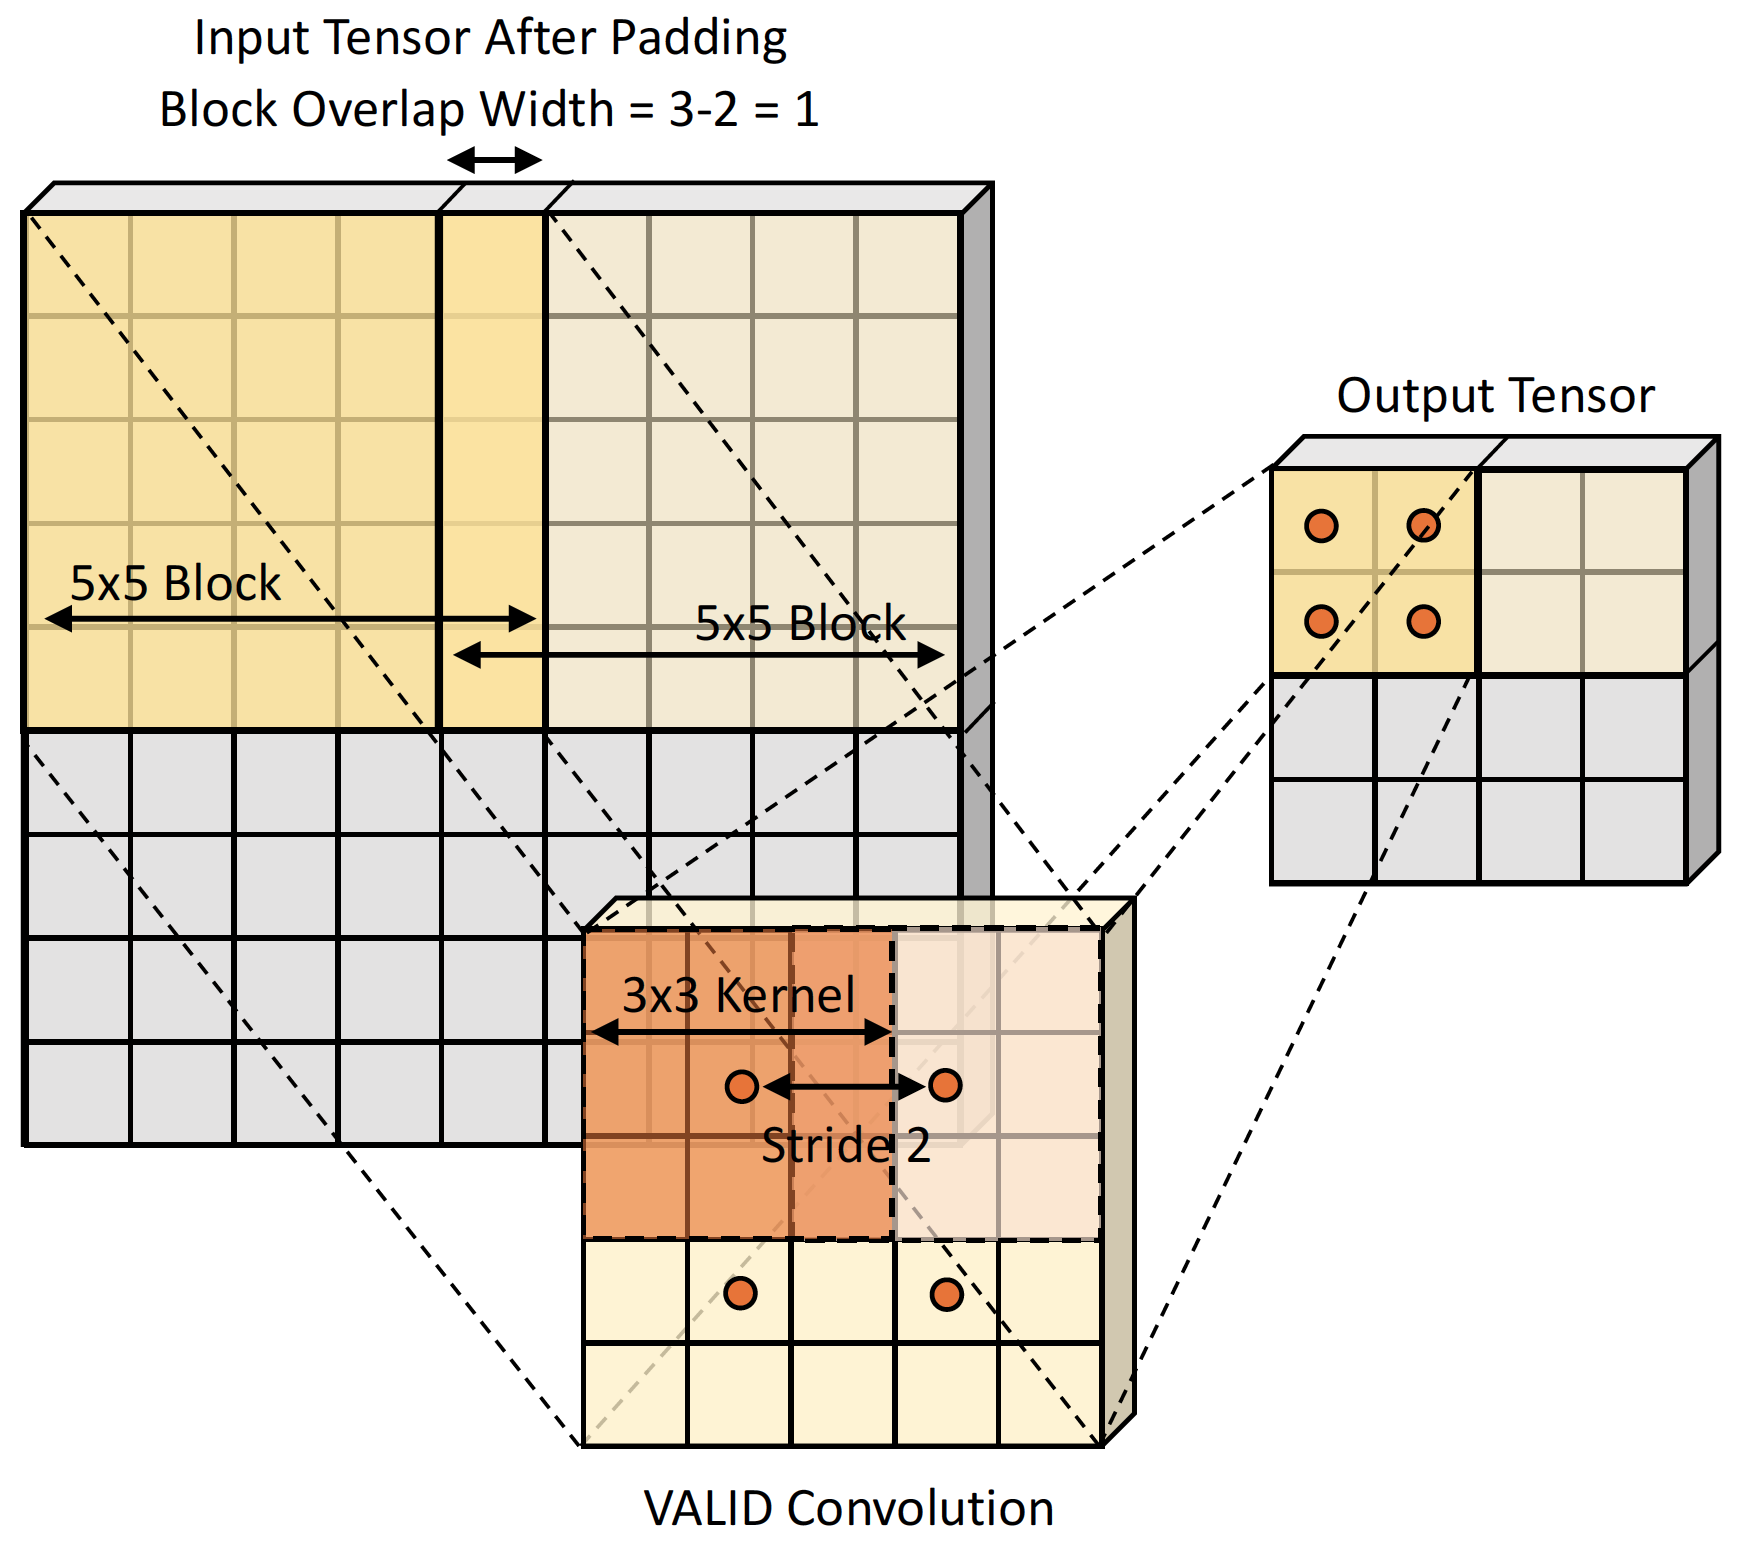 Input Tensor After Padding
Block Overlap Width = 3-2 = 1
Output Tensor
5x5 Block
5x5 Block
3x3 Kernel
Stride 2
VALID Convolution